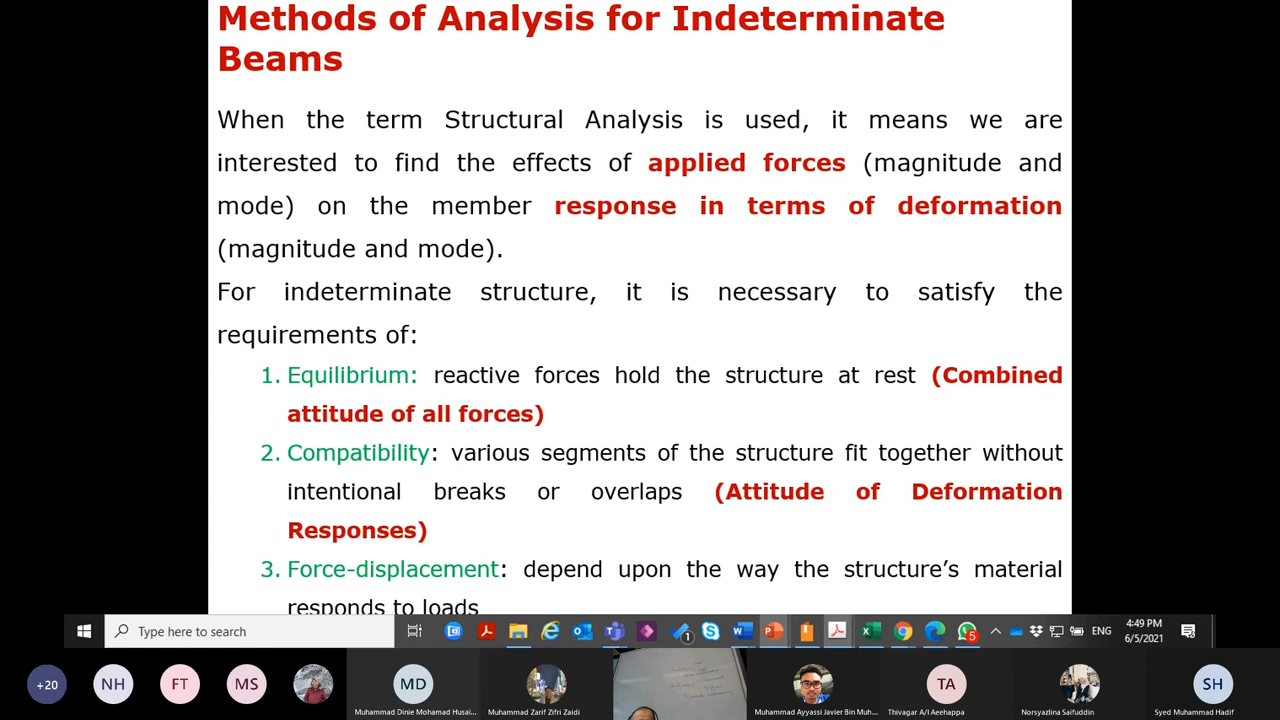 Methods of Analysis for Indeterminate
Beams
When the term Structural Analysis is used, it means we are
interested to find the effects of applied forces (magnitude and
mode) on the member response in terms of deformation
(magnitude and mode).
For indeterminate structure, it is necessary to satisfy the
requirements of:
1. Equilibrium: reactive forces hold the structure at rest (Combined
attitude of all forces)
2. Compatibility: various segments of the structure fit together without
intentional breaks or overlaps (Attitude of Deformation
Responses)
3. Force-displacement: depend upon the way the structure's material
responds to loads
Type here to search
1
5
ENG
4:49 PM
6/5/2021
+20
NH
FT
MS
MD
TA
SH
Muhammad Dinie Mohamad Husai...
Muhammad Zarif Zifri Zaidi
Muhammad Ayyassi Javier Bin Muh...
Thivagar A/l Aeehappa
Norsyazlina Saifuddin
Syed Muhammad Hadif